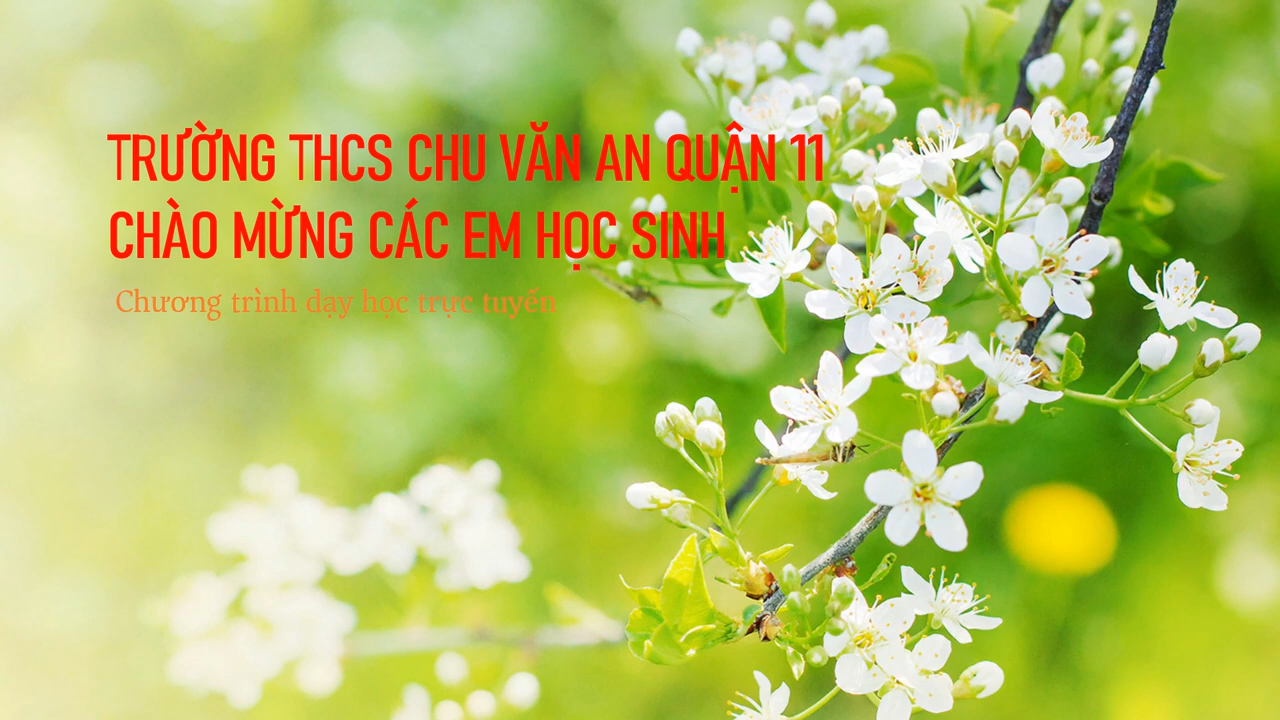 TRƯỜNG THCS CHU VĂN AN QUẬN 11
CHÀO MỪNG CÁC EM HỌC SINH
Chương trình dạy học trực tuyến